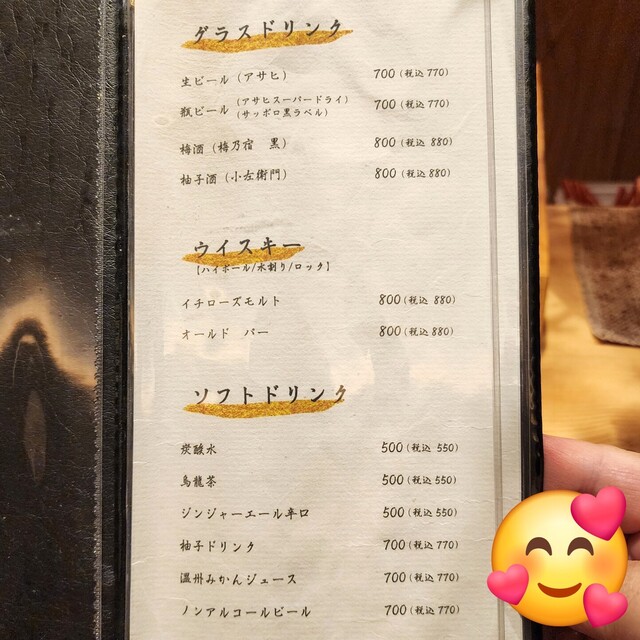 グラスドリンク
生ビール（アサヒ） 700（税込 770）
瓶ビール（アサヒスーパードライ）（サッポロ黒ラベル） 700（税込 770）
梅酒（梅乃宿　黒） 800（税込 880）
柚子酒（小左衛門） 800（税込 880）
ウイスキー
【ハイボール/水割り/ロック】
イチローズモルト 800（税込 880）
オールド　パー 800（税込 880）
ソフトドリンク
炭酸水 500（税込 550）
烏龍茶 500（税込 550）
ジンジャーエール辛口 500（税込 550）
柚子ドリンク 700（税込 770）
温州みかんジュース 700（税込 770）
ノンアルコールビール 700（税込 770）